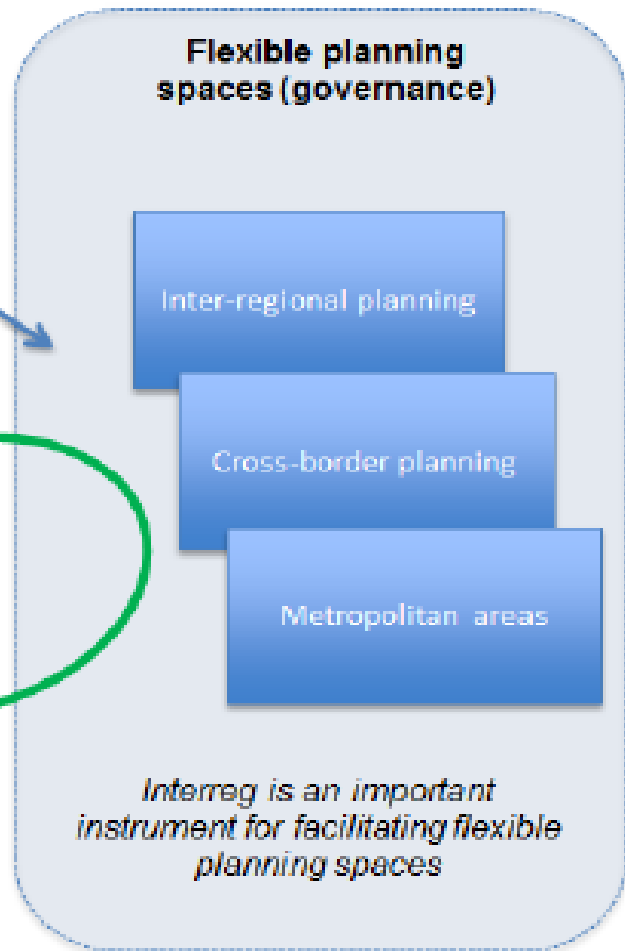 Flexible planning
spaces (governance)
Inter-regional planning
Cross-border planning
Metropolitan areas
Interreg is an important
instrument for facilitating flexible
planning spaces